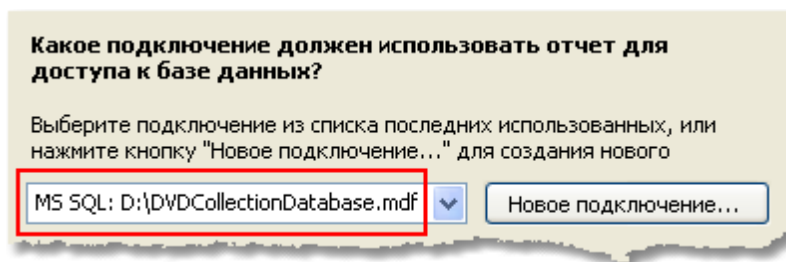 Какое подключение должен использовать отчет для
доступа к базе данных?
Выберите подключение из списка последних использованных, или
нажмите кнопку "Новое подключение..." для создания нового
MS SQL: D:\DVDCollectionDatabase.mdf
Новое подключение...